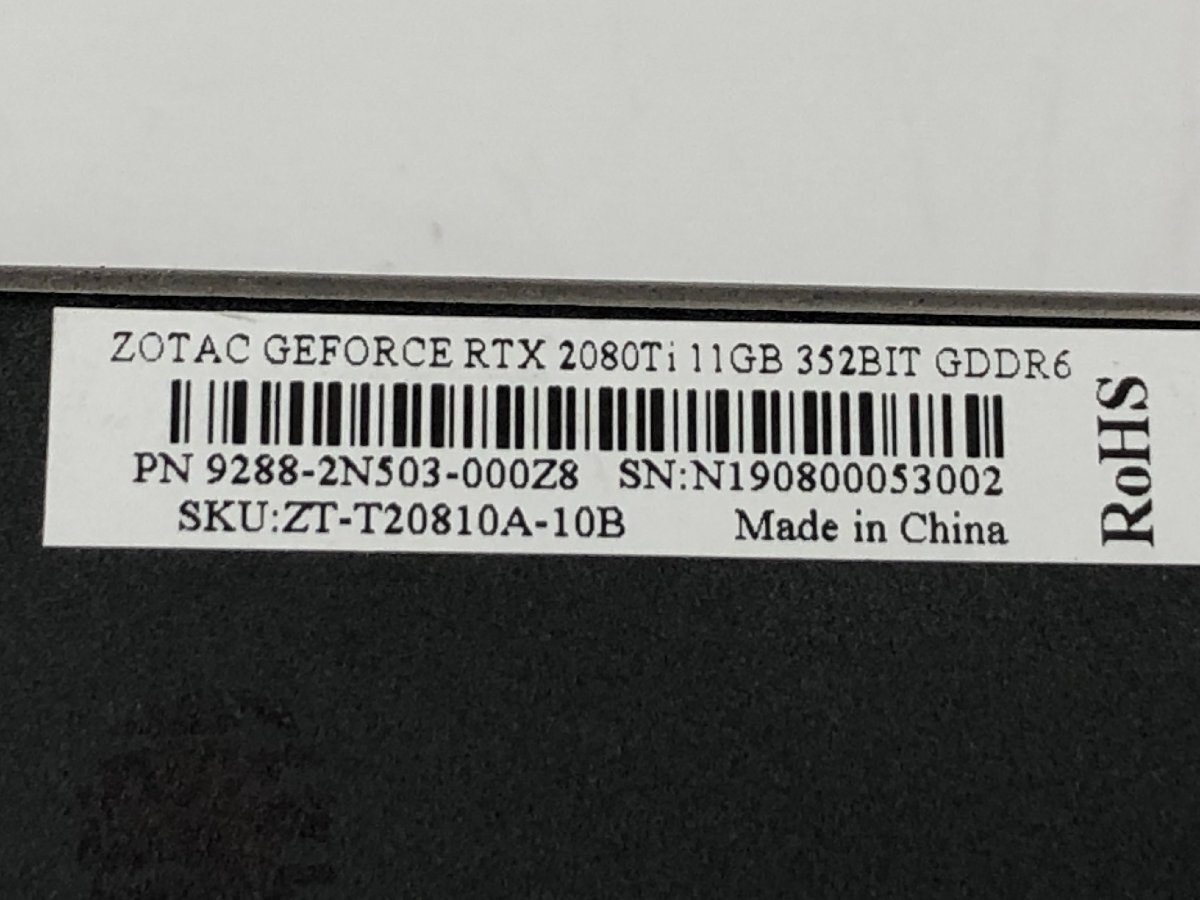 ZOTAC GEFORCE RTX 2080Ti 11GB 352BIT GDDR6
PN 9288-2N503-000Z8 SN:N190800053002
SKU:ZT-T20810A-10B Made in China
RoHS